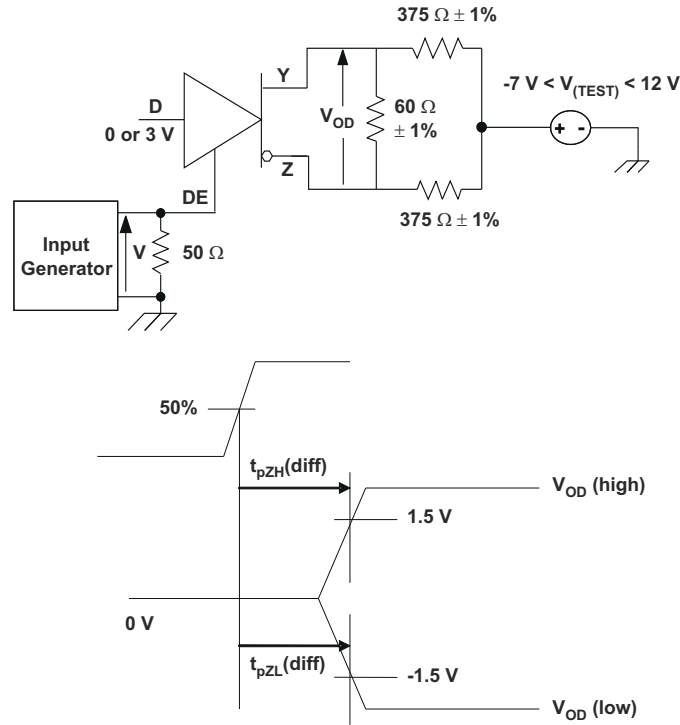 375 Ω ± 1%
Y
-7 V < V(TEST) < 12 V
D
VOD
60 Ω
± 1%
0 or 3 V
+ -
Z
DE
375 Ω ± 1%
Input
Generator
V
50 Ω
50%
tpZH(diff)
VOD (high)
1.5 V
0 V
tpZL(diff)
-1.5 V
VOD (low)